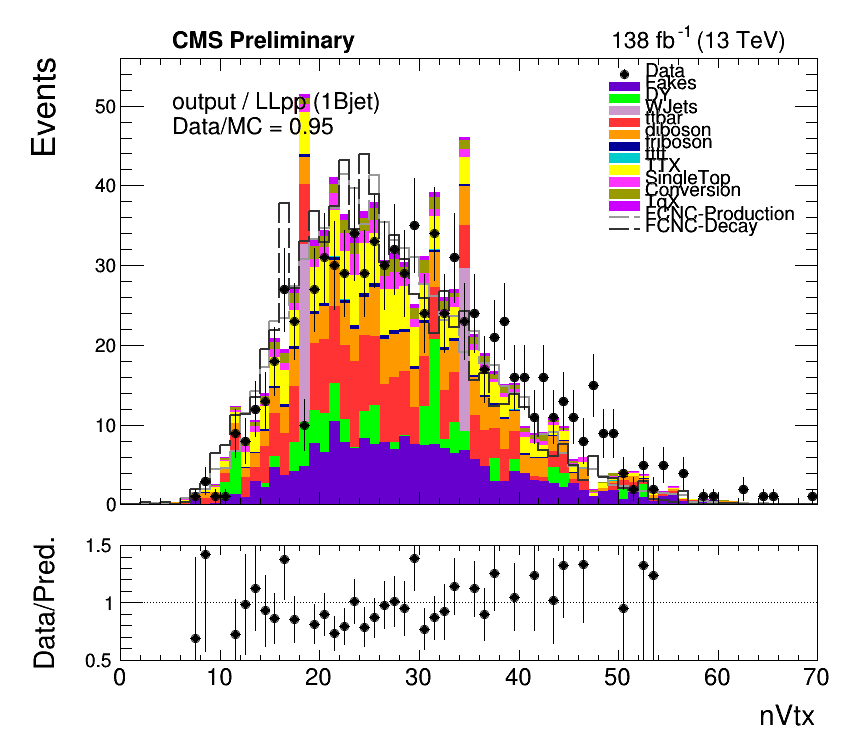 CMS Preliminary 138 fb⁻¹ (13 TeV)
Events
output / LLpp (1Bjet)
Data/MC = 0.95
Data
Fakes
DY
WJets
ttbar
diboson
triboson
tttt
TTX
SingleTop
Conversion
TqX
FCNC-Production
FCNC-Decay
50
40
30
20
10
0
Data/Pred.
1.5
1
0.5
0 10 20 30 40 50 60 70
nVtx